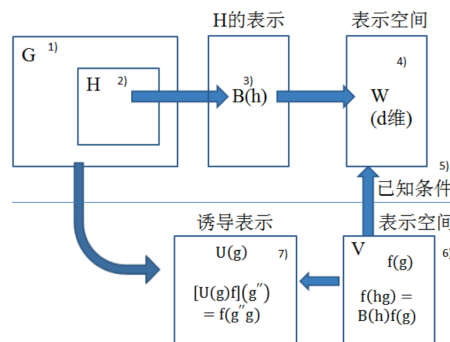 H的表示
表示空间
G 1)
H 2)
3)
B(h)
4)
W
(d维)
5)
已知条件
诱导表示
表示空间
U(g) 7)
[U(g)f](g″)
= f(g″g)
V
f(g)
6)
f(hg) =
B(h)f(g)